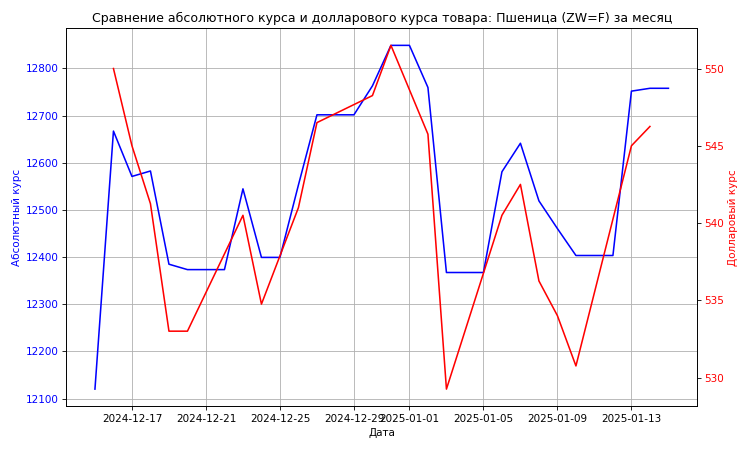 Сравнение абсолютного курса и долларового курса товара: Пшеница (ZW=F) за месяц
12800
12700
12600
12500
12400
12300
12200
12100
Абсолютный курс
550
545
540
535
530
Долларовый курс
2024-12-17 2024-12-21 2024-12-25 2024-12-29 2025-01-01 2025-01-05 2025-01-09 2025-01-13
Дата